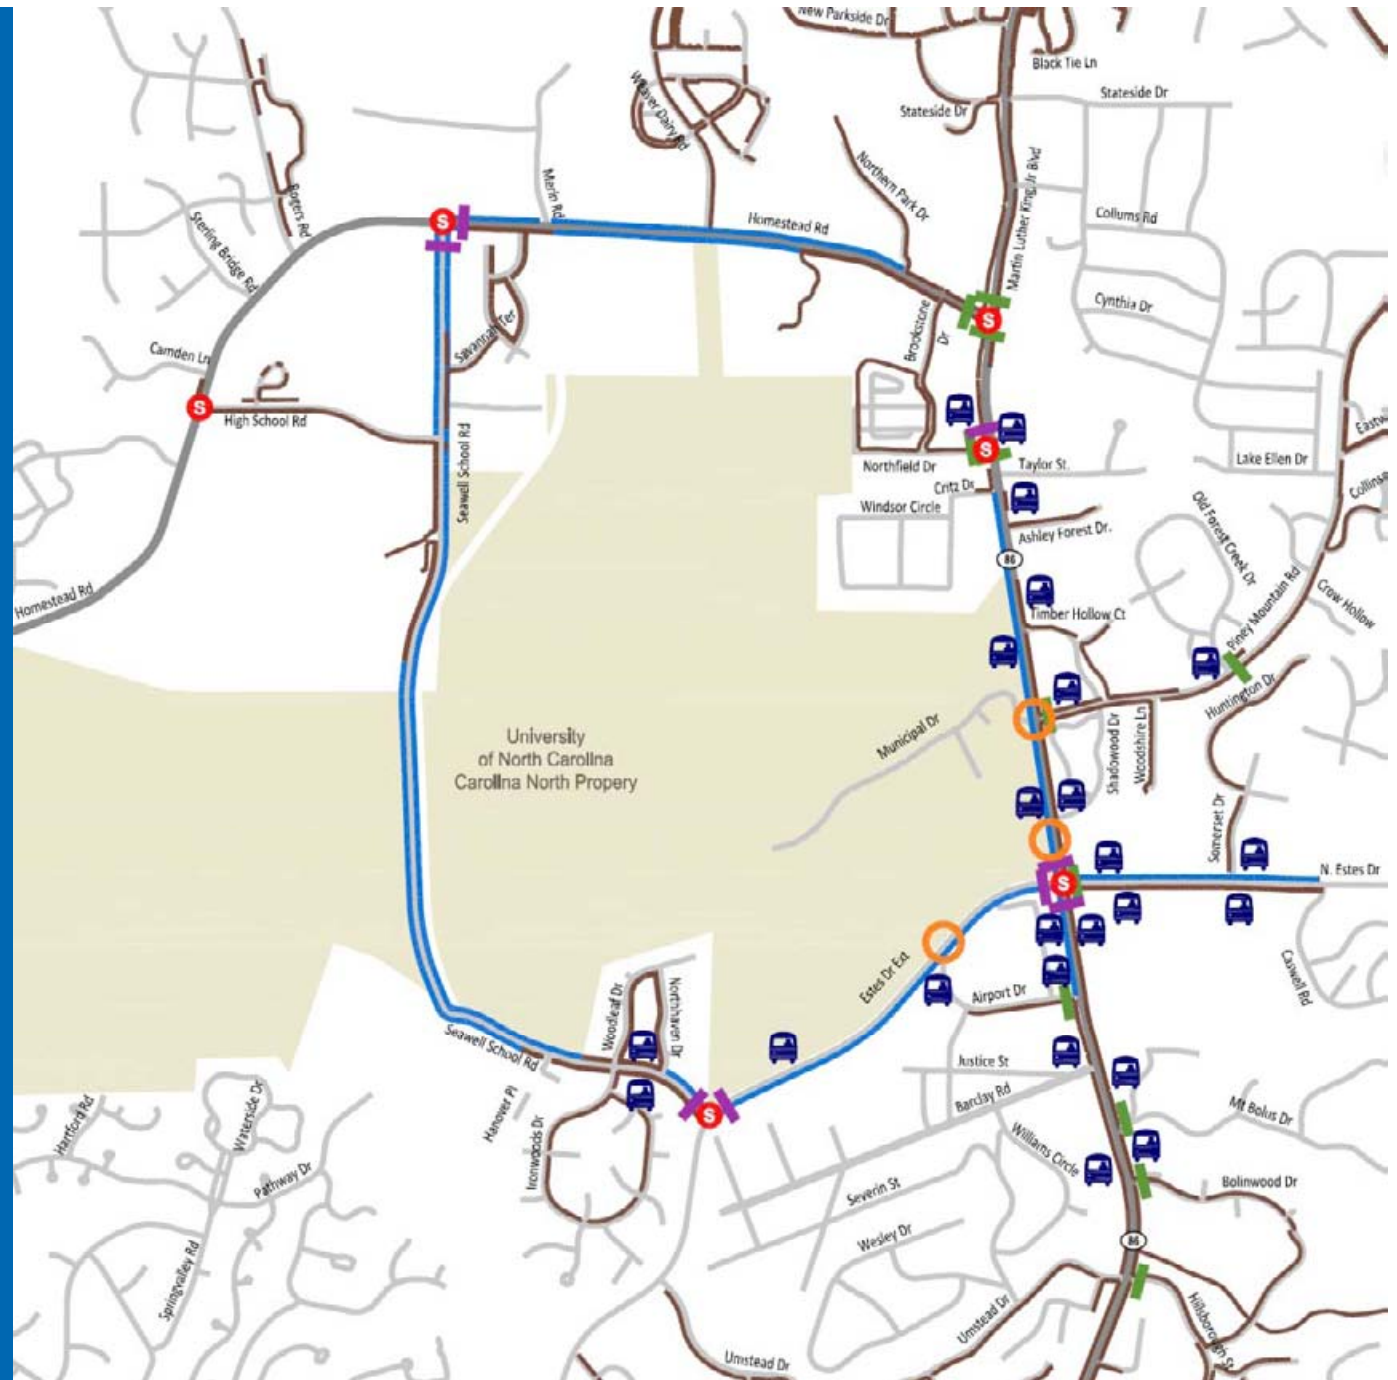 New Parkside Dr
Black Tie Ln
Stateside Dr
Stateside Dr
Weaver Dairy Rd
Northern Park Dr
Martin Luther King, Jr Blvd
Rogers Rd
Marin Rd
Sterling Bridge Rd
S
Homestead Rd
Collums Rd
Cynthia Dr
S
Brookstone
Dr
Savannah Ter
Camden Ln
S
High School Rd
Seawell School Rd
S
Northfield Dr
Taylor St.
Lake Ellen Dr
Eastw
Collins
Critz Dr
Windsor Circle
Ashley Forest Dr.
Old Forest Creek Dr
86
Homestead Rd
Timber Hollow Ct
Piney Mountain Rd
Crow Hollow
Huntington Dr
Municipal Dr
Shadowood Dr
Woodshire Ln
University
of North Carolina
Carolina North Propery
Somerset Dr
N. Estes Dr
S
Estes Dr Ext
Airport Dr
Caswell Rd
Woodleaf Dr
Northhaven Dr
Seawell School Rd
Justice St
Barclay Rd
S
Hanover Pl
Ironwoods Dr
Hartford Rd
Waterside Dr
Pathway Dr
Williams Circle
Mt Bolus Dr
Severin St
Bolinwood Dr
Wesley Dr
86
Springvalley Rd
Umstead Dr
Hillsborough St
Umstead Dr